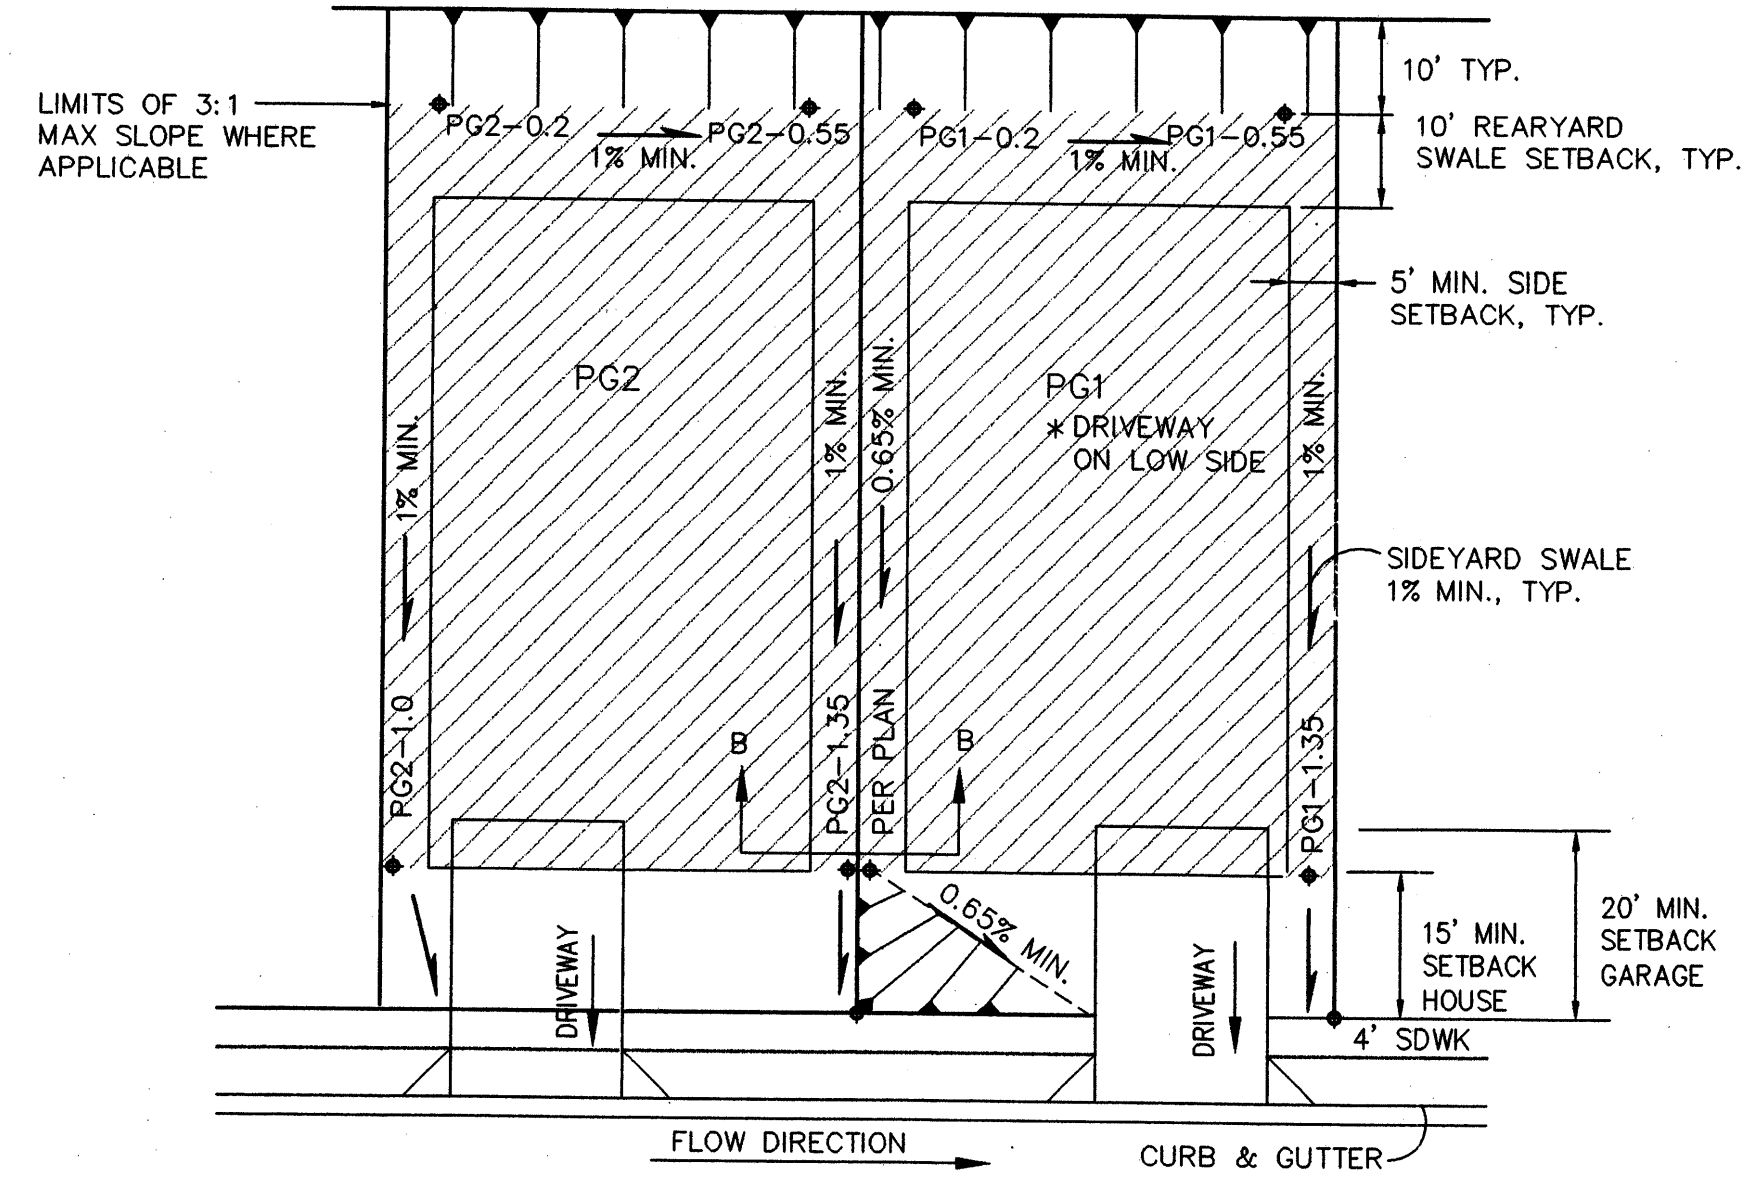 10' TYP.
LIMITS OF 3:1
MAX SLOPE WHERE
APPLICABLE
PG2-0.2
1% MIN.
PG2-0.55
PG1-0.2
1% MIN.
PG1-0.55
10' REARYARD
SWALE SETBACK, TYP.
5' MIN. SIDE
SETBACK, TYP.
PG2
PG1
* DRIVEWAY
ON LOW SIDE
1% MIN.
1% MIN.
0.65% MIN.
1% MIN.
SIDEYARD SWALE
1% MIN., TYP.
PG2-1.0
PG2-1.35
PER PLAN
PG1-1.35
B
B
0.65% MIN.
DRIVEWAY
DRIVEWAY
15' MIN.
SETBACK
HOUSE
20' MIN.
SETBACK
GARAGE
4' SDWK
FLOW DIRECTION
CURB & GUTTER